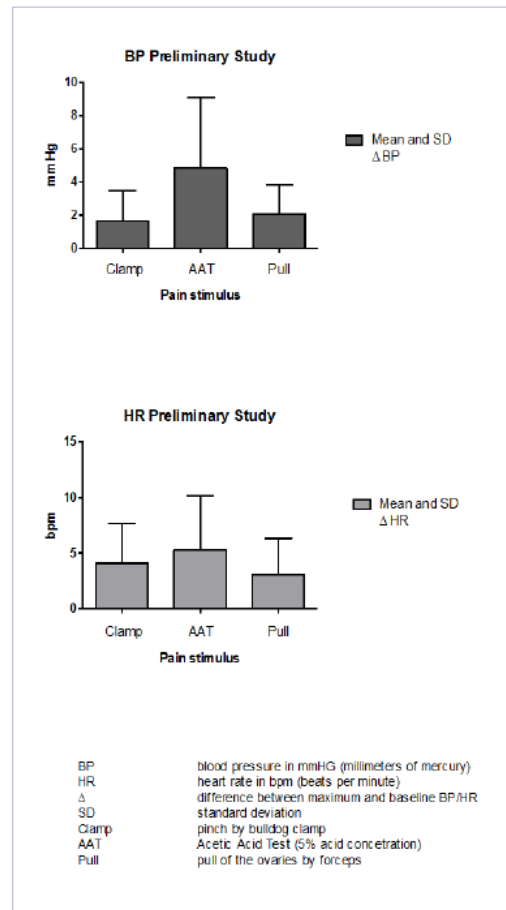 BP Preliminary Study
10
8
6
4
2
0
mmHg
Clamp AAT Pull
Pain stimulus
Mean and SD
Δ BP
HR Preliminary Study
15
10
5
0
bpm
Clamp AAT Pull
Pain stimulus
Mean and SD
Δ HR
BP blood pressure in mmHG (millimeters of mercury)
HR heart rate in bpm (beats per minute)
Δ difference between maximum and baseline BP/HR
SD standard deviation
Clamp pinch by bulldog clamp
AAT Acetic Acid Test (5% acid concetration)
Pull pull of the ovaries by forceps